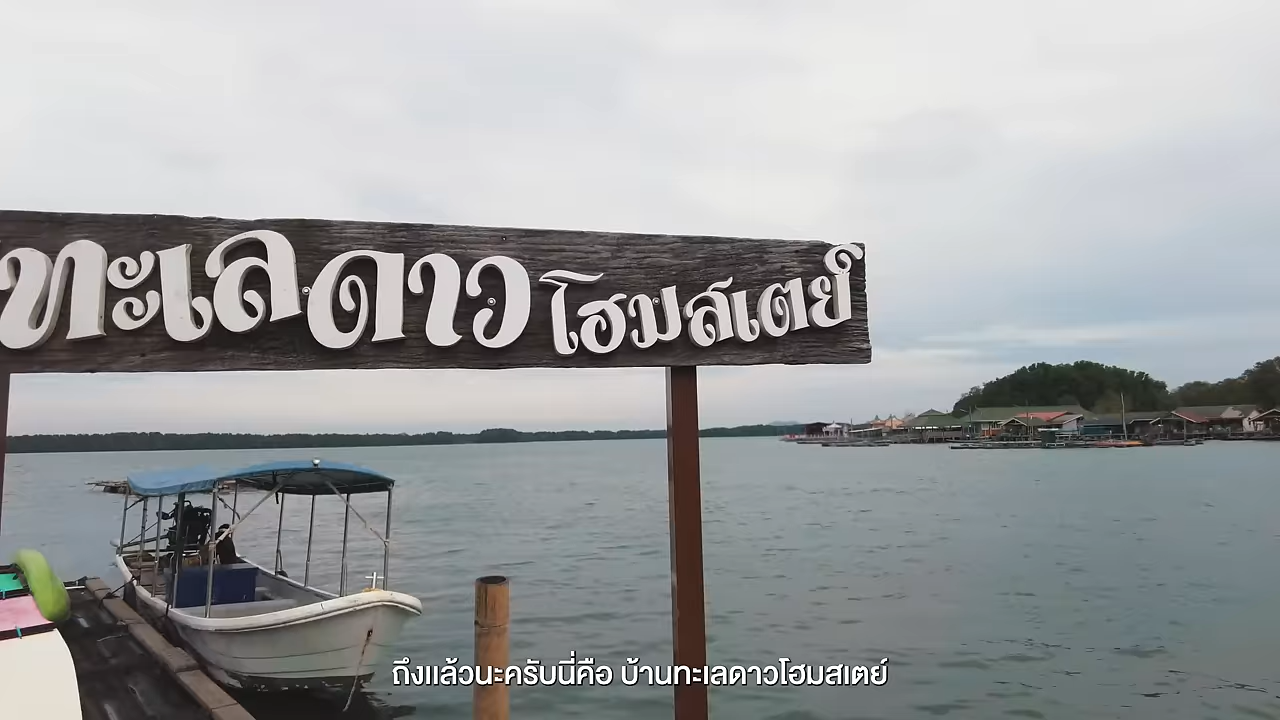 ทะเลดาว โฮมสเตย์
ถึงแล้วนะครับนี่คือ บ้านทะเลดาวโฮมสเตย์